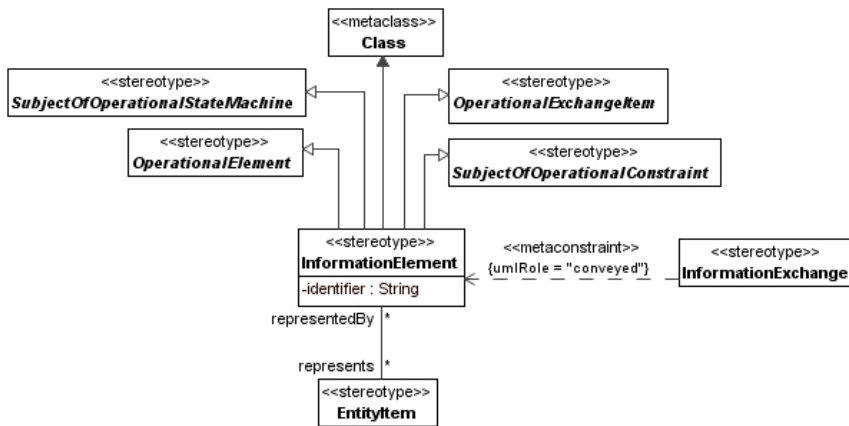 <<metaclass>>
Class
<<stereotype>>
SubjectOfOperationalStateMachine
<<stereotype>>
OperationalExchangeItem
<<stereotype>>
OperationalElement
<<stereotype>>
SubjectOfOperationalConstraint
<<stereotype>>
InformationElement
-identifier : String
<<metaconstraint>>
{umlRole = "conveyed"}
<<stereotype>>
InformationExchange
representedBy *
represents *
<<stereotype>>
EntityItem